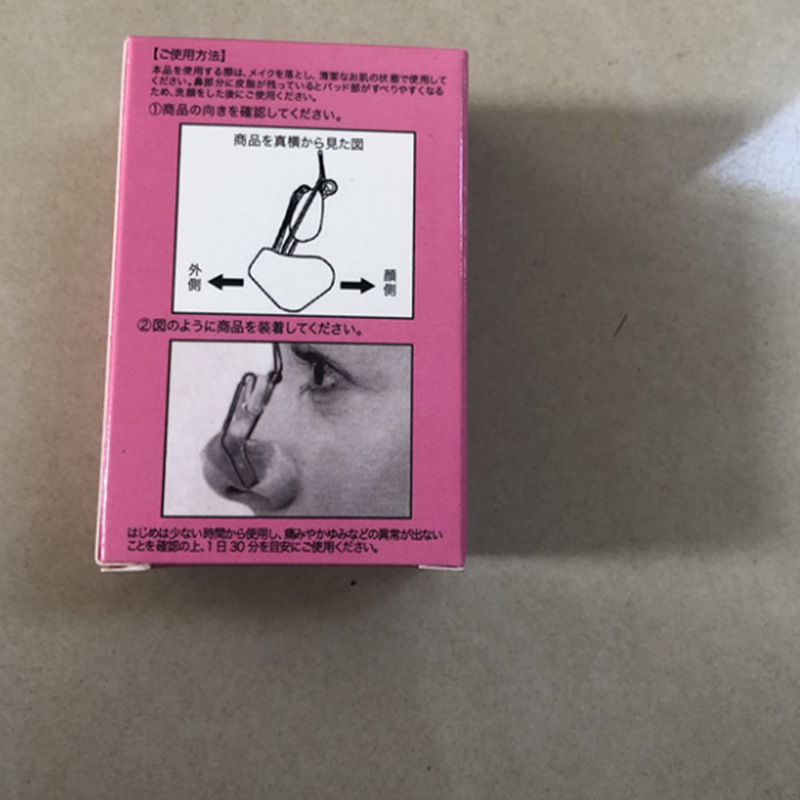 【ご使用方法】
本品を使用する際は、メイクを落とし、清潔なお肌の状態で使用して
ください。鼻部分に皮脂が残っているとパッド部がすべりやすくなる
ため、洗顔をした後にご使用ください。
①商品の向きを確認してください。
商品を真横から見た図
外側
顔側
②図のように商品を装着してください。
はじめは少ない時間から使用し、痛みやかゆみなどの異常が出ない
ことを確認の上、1日30分を目安にご使用ください。